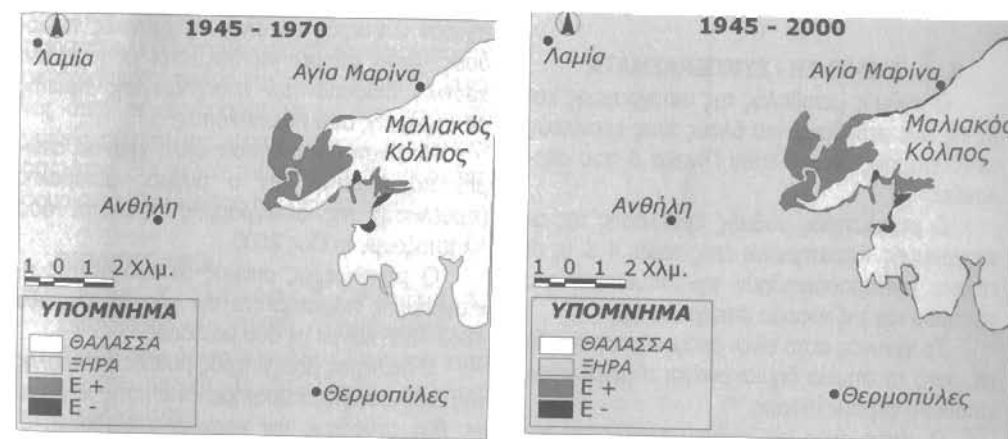 1945 - 1970
Λαμία
Αγία Μαρίνα
Μαλιακός
Κόλπος
Ανθήλη
1 0 1 2 Χλμ.
ΥΠΟΜΝΗΜΑ
ΘΑΛΑΣΣΑ
ΞΗΡΑ
Ε +
Ε -
Θερμοπύλες
1945 - 2000
Λαμία
Αγία Μαρίνα
Μαλιακός
Κόλπος
Ανθήλη
1 0 1 2 Χλμ.
ΥΠΟΜΝΗΜΑ
ΘΑΛΑΣΣΑ
ΞΗΡΑ
Ε +
Ε -
Θερμοπύλες